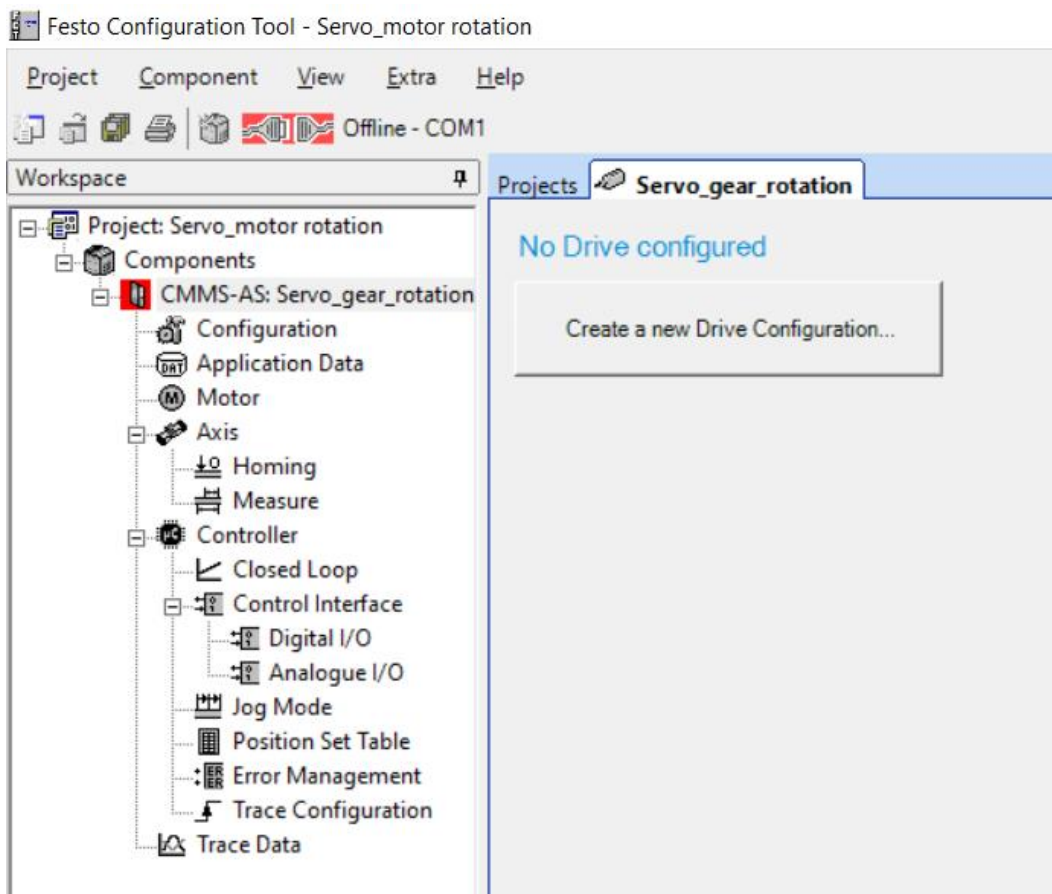 Festo Configuration Tool - Servo_motor rotation
Project Component View Extra Help
Offline - COM1
Workspace
Projects Servo_gear_rotation
Project: Servo_motor rotation
Components
CMMS-AS: Servo_gear_rotation
Configuration
Application Data
Motor
Axis
Homing
Measure
Controller
Closed Loop
Control Interface
Digital I/O
Analogue I/O
Jog Mode
Position Set Table
Error Management
Trace Configuration
Trace Data
No Drive configured
Create a new Drive Configuration...